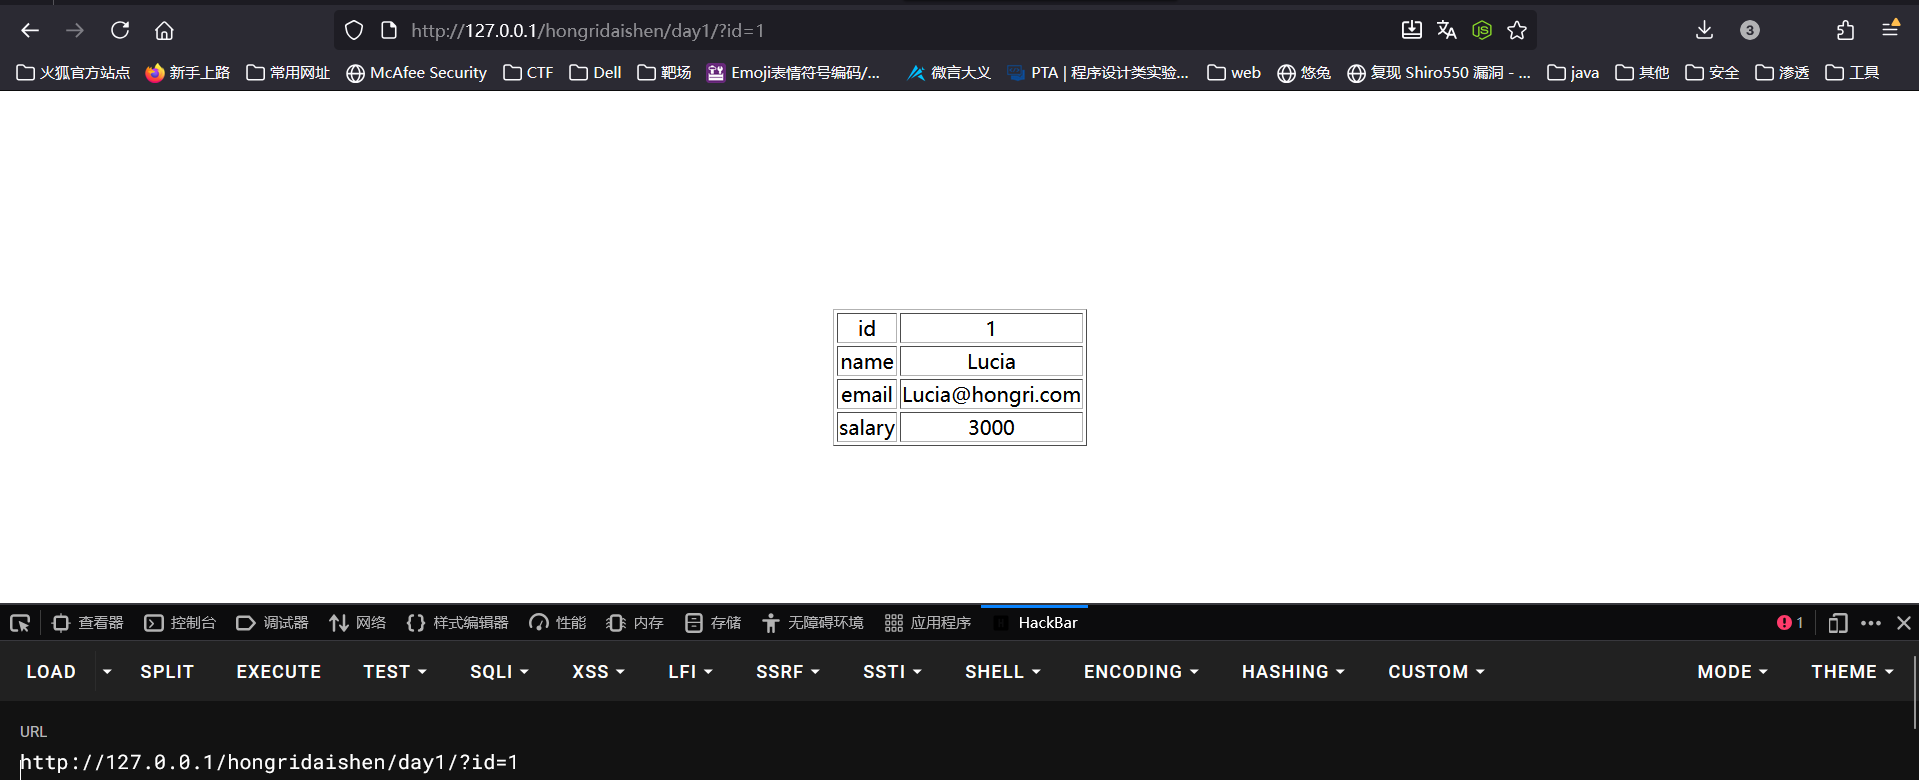 http://127.0.0.1/hongridaishen/day1/?id=1
3
火狐官方站点 新手上路 常用网址 McAfee Security CTF Dell 靶场 Emoji表情符号编码/... 微言大义 PTA | 程序设计类实验... web 悠兔 复现 Shiro550 漏洞 - ... java 其他 安全 渗透 工具
id 1
name Lucia
email Lucia@hongri.com
salary 3000
查看器 控制台 调试器 网络 样式编辑器 性能 内存 存储 无障碍环境 应用程序 HackBar 1
LOAD SPLIT EXECUTE TEST SQLI XSS LFI SSRF SSTI SHELL ENCODING HASHING CUSTOM MODE THEME
URL
http://127.0.0.1/hongridaishen/day1/?id=1